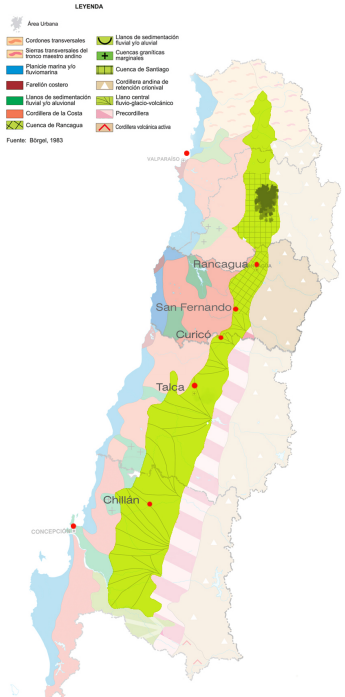 LEYENDA
Área Urbana
Cordones transversales
Sierras transversales del
tronco maestro andino
Planicie marina y/o
fluviomarina
Farellón costero
Llanos de sedimentación
fluvial y/o aluvional
Cordillera de la Costa
Cuenca de Rancagua
Llanos de sedimentación
fluvial y/o aluvial
Cuencas graníticas
marginales
Cuenca de Santiago
Cordillera andina de
retención crionival
Llano central
fluvio-glacio-volcánico
Precordillera
Cordillera volcánica activa
Fuente: Börgel, 1983
VALPARAÍSO
Rancagua
San Fernando
Curicó
Talca
Chillán
CONCEPCIÓN